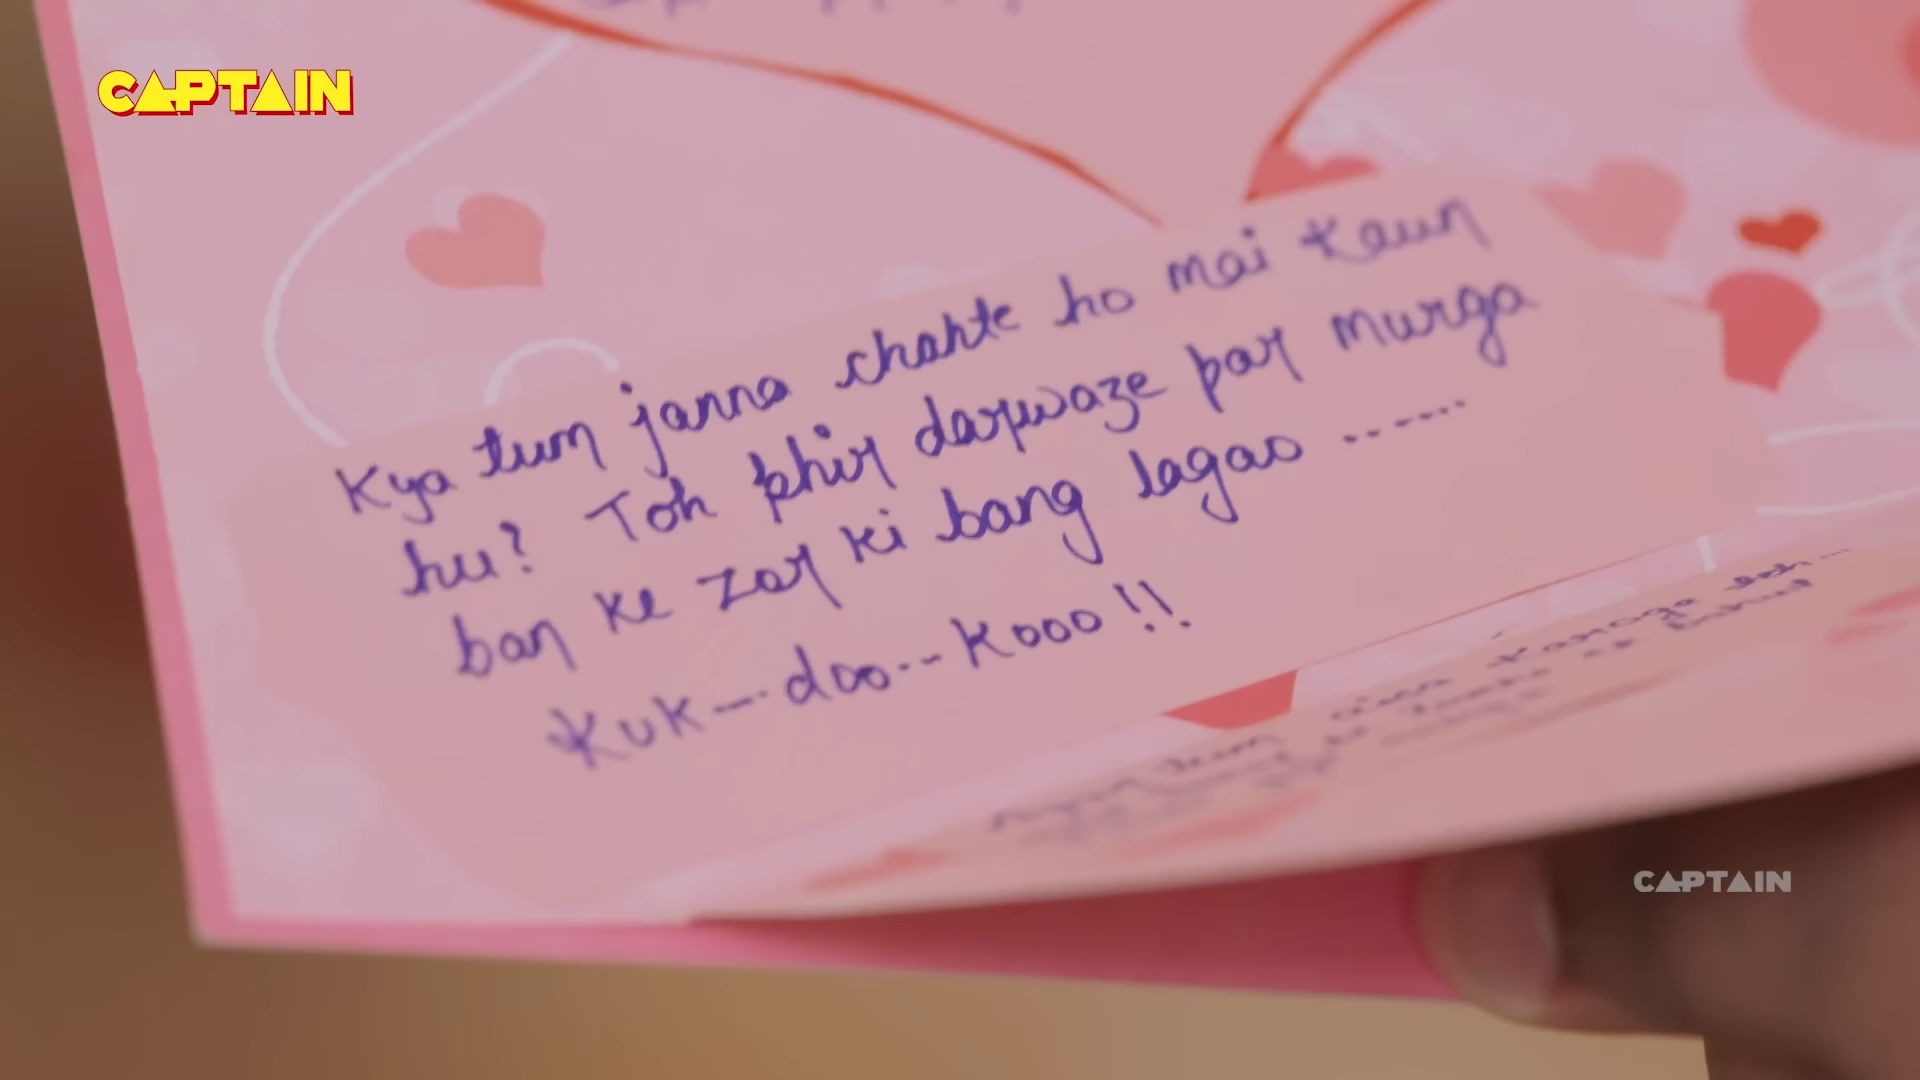 CAPTAIN
Kya tum janna chahte ho mai kaun
hu? Toh phir darwaze par murga
ban ke zor ki bang lagao ......
Kuk---doo---Kooo!!
CAPTAIN